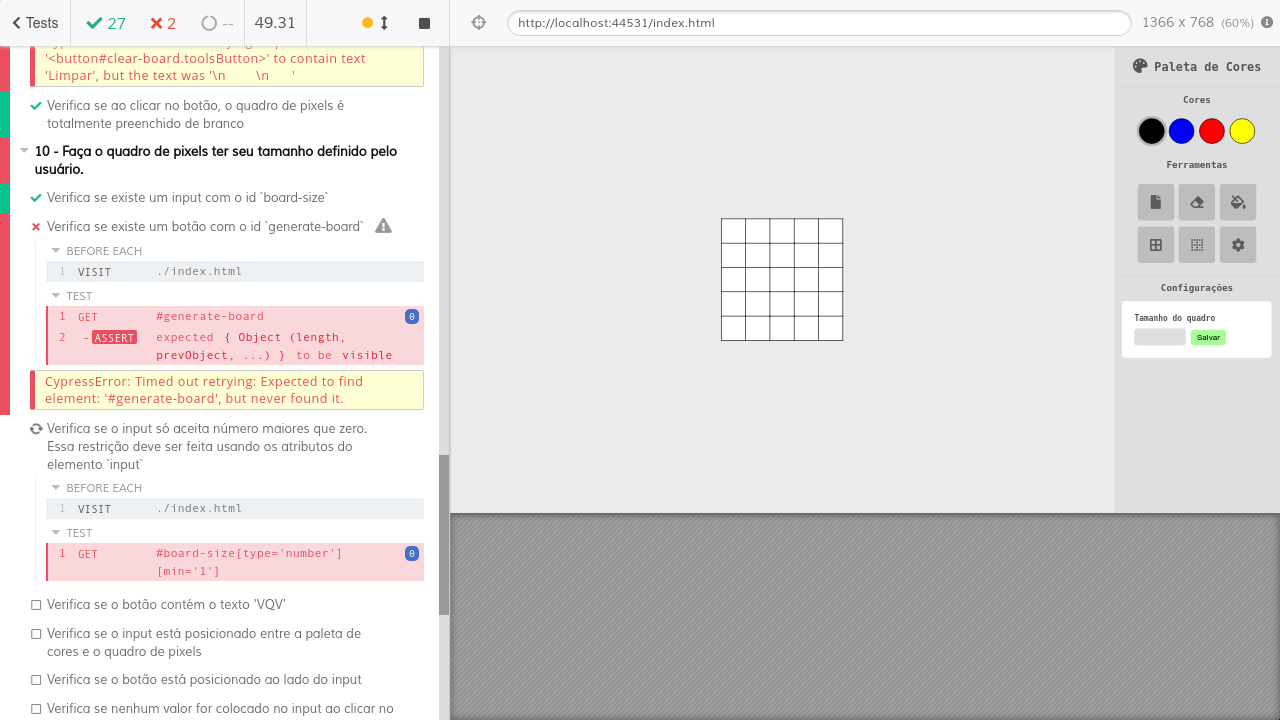 Tests
27
2
--
49.31
http://localhost:44531/index.html
1366 x 768 (60%)
'<button#clear-board.toolsButton>' to contain text
'Limpar', but the text was '\n \n '
Verifica se ao clicar no botão, o quadro de pixels é
totalmente preenchido de branco
10 - Faça o quadro de pixels ter seu tamanho definido pelo
usuário.
Verifica se existe um input com o id `board-size`
Verifica se existe um botão com o id `generate-board`
BEFORE EACH
1 VISIT ./index.html
TEST
1 GET #generate-board 0
2 -ASSERT expected { Object (length,
prevObject, ...) } to be visible
CypressError: Timed out retrying: Expected to find
element: '#generate-board', but never found it.
Verifica se o input só aceita número maiores que zero.
Essa restrição deve ser feita usando os atributos do
elemento `input`
BEFORE EACH
1 VISIT ./index.html
TEST
1 GET #board-size[type='number'] 0
[min='1']
Verifica se o botão contém o texto 'VQV'
Verifica se o input está posicionado entre a paleta de
cores e o quadro de pixels
Verifica se o botão está posicionado ao lado do input
Verifica se nenhum valor for colocado no input ao clicar no
Paleta de Cores
Cores
Ferramentas
Configurações
Tamanho do quadro
Salvar